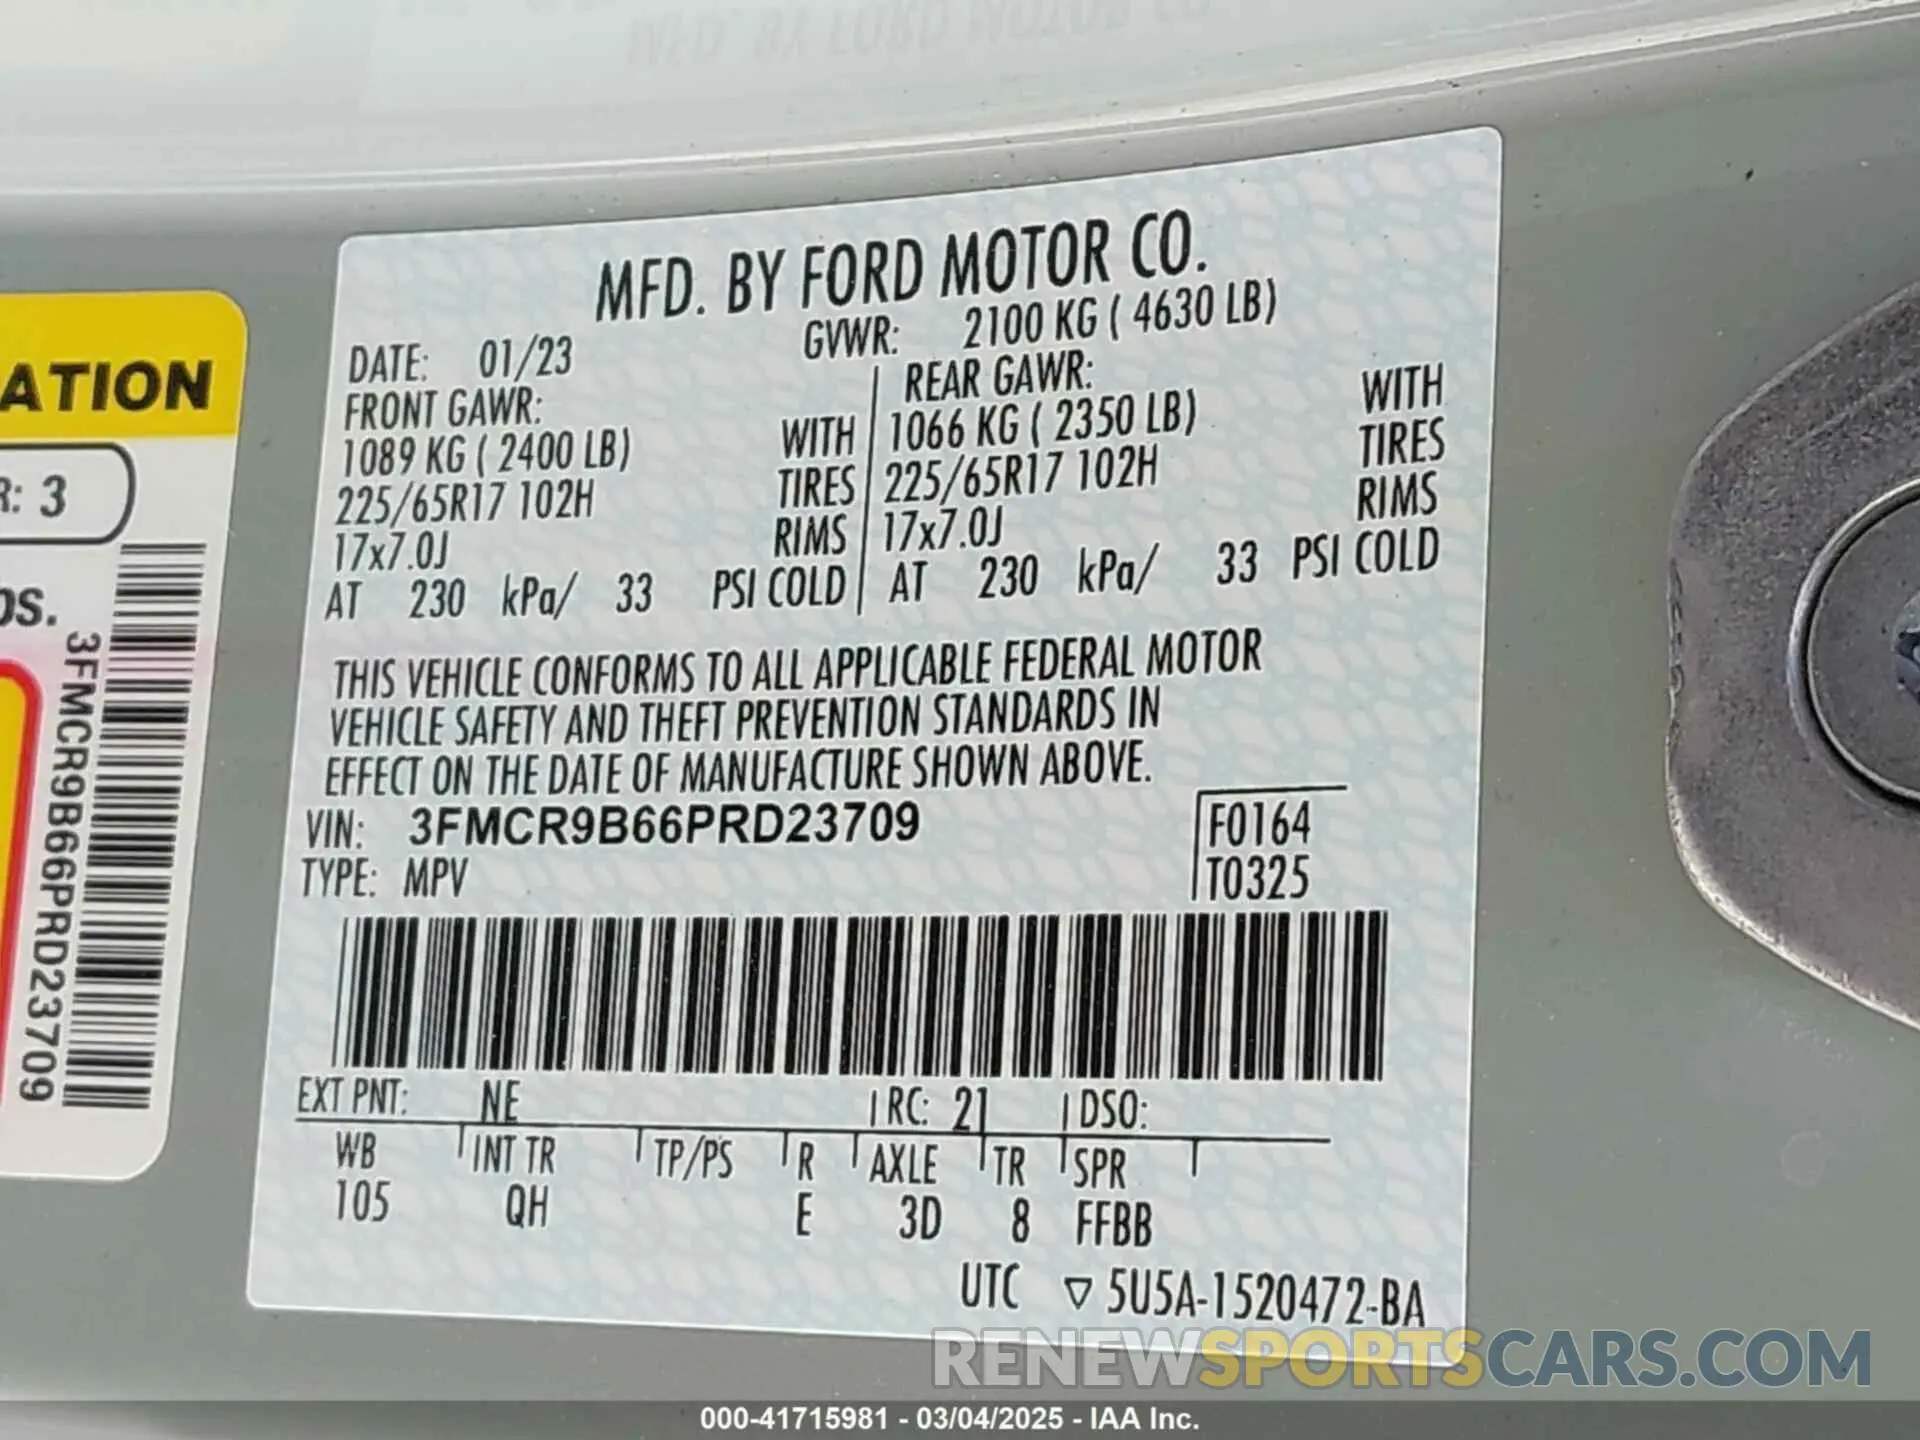 MFD. BY FORD MOTOR CO.
MFD. BY FORD MOTOR CO.
DATE: 01/23 GVWR: 2100 KG ( 4630 LB)
FRONT GAWR: REAR GAWR:
1089 KG ( 2400 LB) WITH 1066 KG ( 2350 LB) WITH
225/65R17 102H TIRES 225/65R17 102H TIRES
17x7.0J RIMS 17x7.0J RIMS
AT 230 kPa/ 33 PSI COLD AT 230 kPa/ 33 PSI COLD
THIS VEHICLE CONFORMS TO ALL APPLICABLE FEDERAL MOTOR
VEHICLE SAFETY AND THEFT PREVENTION STANDARDS IN
EFFECT ON THE DATE OF MANUFACTURE SHOWN ABOVE.
VIN: 3FMCR9B66PRD23709 F0164
TYPE: MPV T0325
EXT PNT: NE RC: 21 DSO:
WB INT TR TP/PS R AXLE TR SPR
105 QH E 3D 8 FFBB
UTC ▽ 5U5A-1520472-BA
ATION
R: 3
bs.
3FMCR9B66PRD23709
RENEWSPORTSCARS.COM
000-41715981 - 03/04/2025 - IAA Inc.